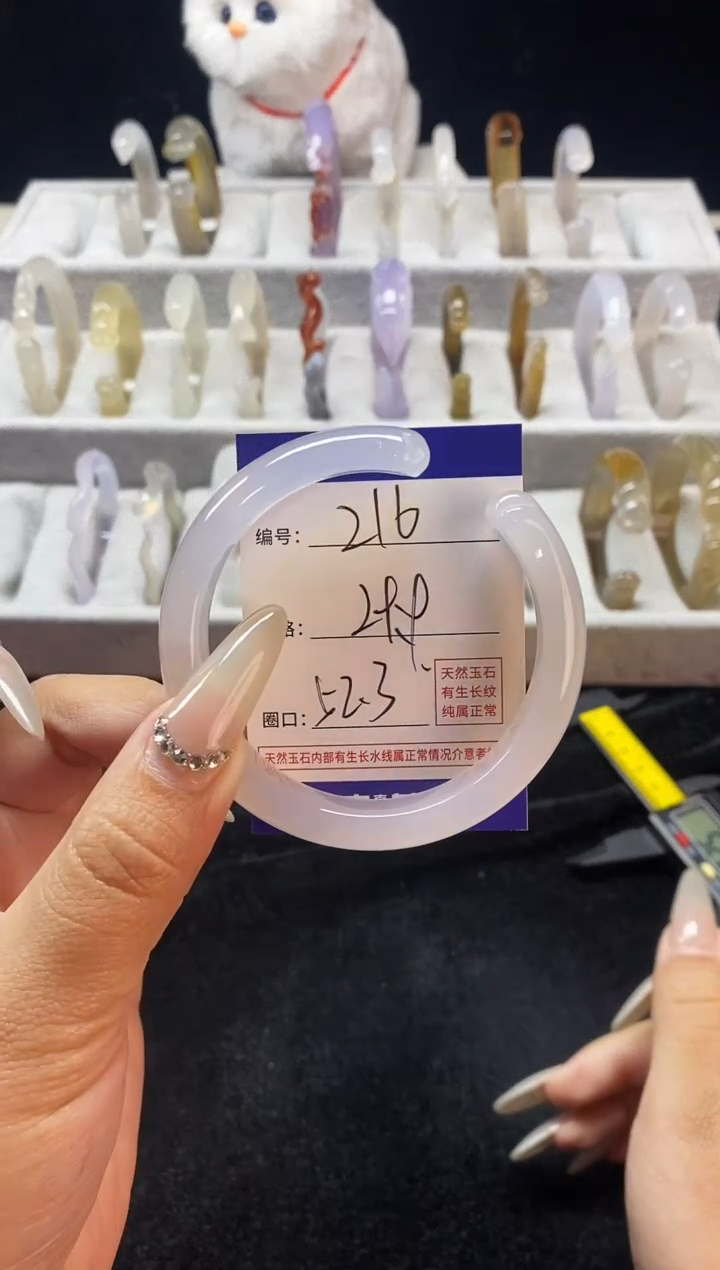 编号: 216
格:
圈口: 52.3
天然玉石
有生长纹
纯属正常
天然玉石内部有生长水线属正常情况介意者